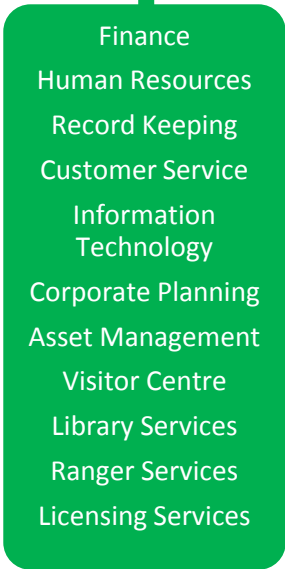 Finance
Human Resources
Record Keeping
Customer Service
Information
Technology
Corporate Planning
Asset Management
Visitor Centre
Library Services
Ranger Services
Licensing Services